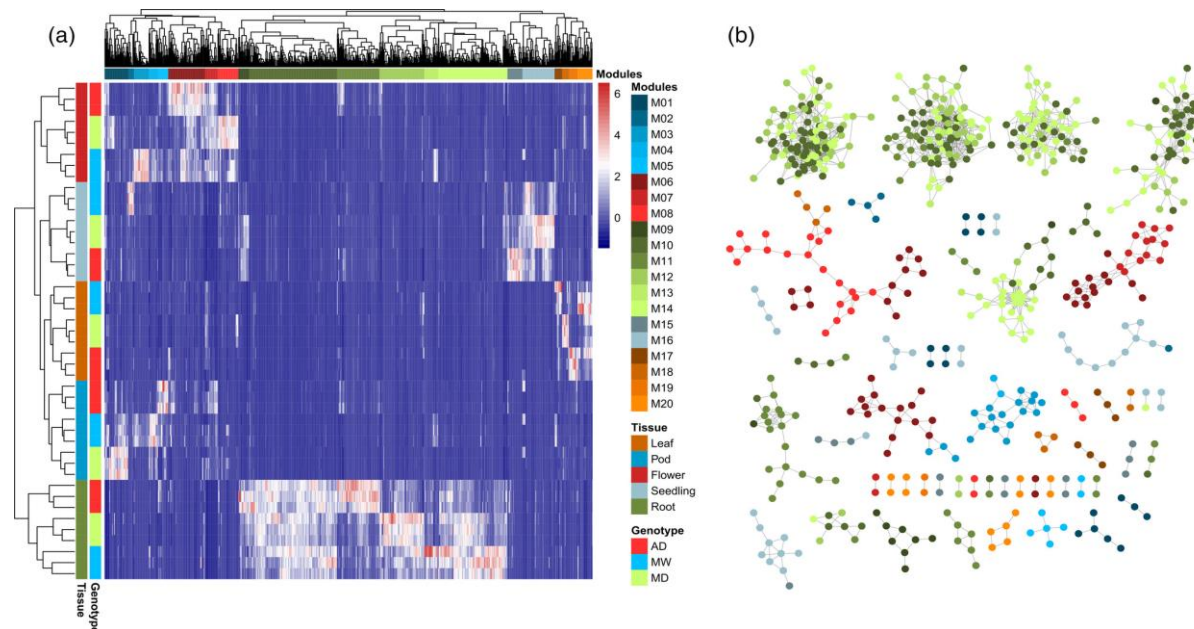 (a)
(b)
Modules
6
4
2
0
Modules
M01
M02
M03
M04
M05
M06
M07
M08
M09
M10
M11
M12
M13
M14
M15
M16
M17
M18
M19
M20
Tissue
Leaf
Pod
Flower
Seedling
Root
Genotype
AD
MW
MD
Tissue
Genotype